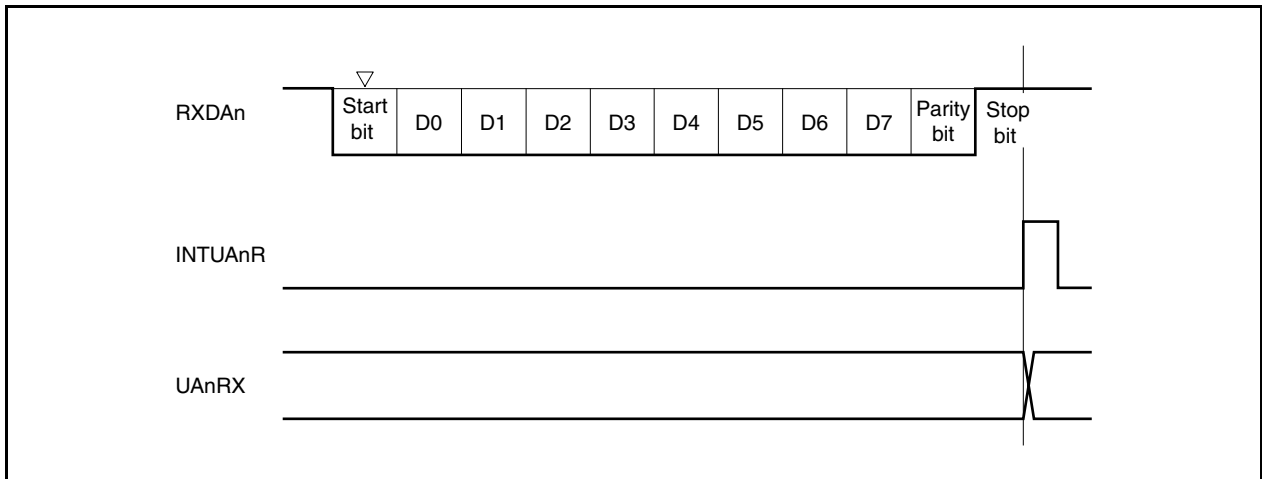 RXDAn
Start
bit
D0
D1
D2
D3
D4
D5
D6
D7
Parity
bit
Stop
bit
INTUAnR
UAnRX